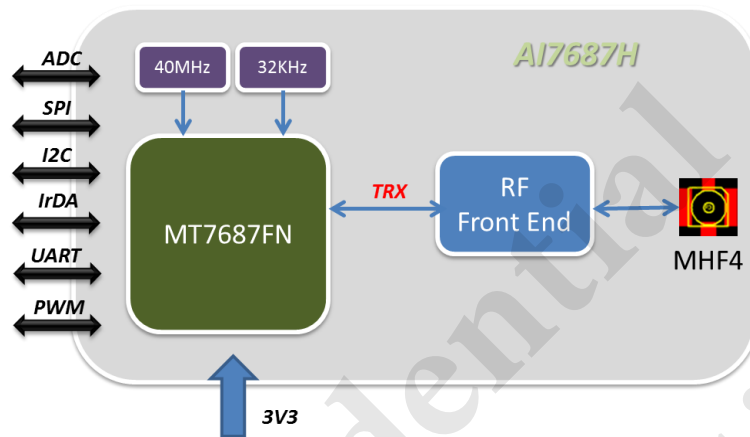 AI7687H
ADC
SPI
I2C
IrDA
UART
PWM
40MHz
32KHz
MT7687FN
TRX
RF
Front End
MHF4
3V3